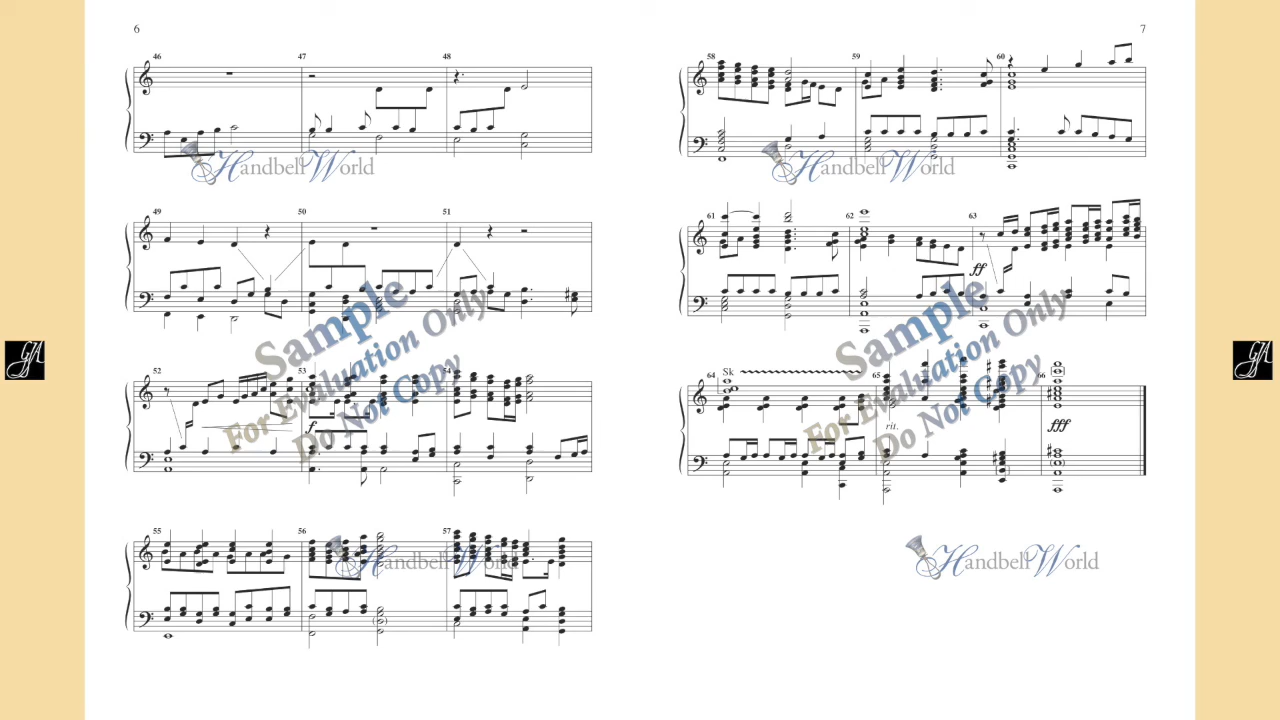 6
46 47 48
Handbell World
49 50 51
Sample
For Evaluation Only
Do Not Copy
52 53 54
f
55 56 57
Handbell World
7
58 59 60
Handbell World
61 62 63
ff
Sample
For Evaluation Only
Do Not Copy
64 Sk 65 66
rit. fff
Handbell World
GA
GA